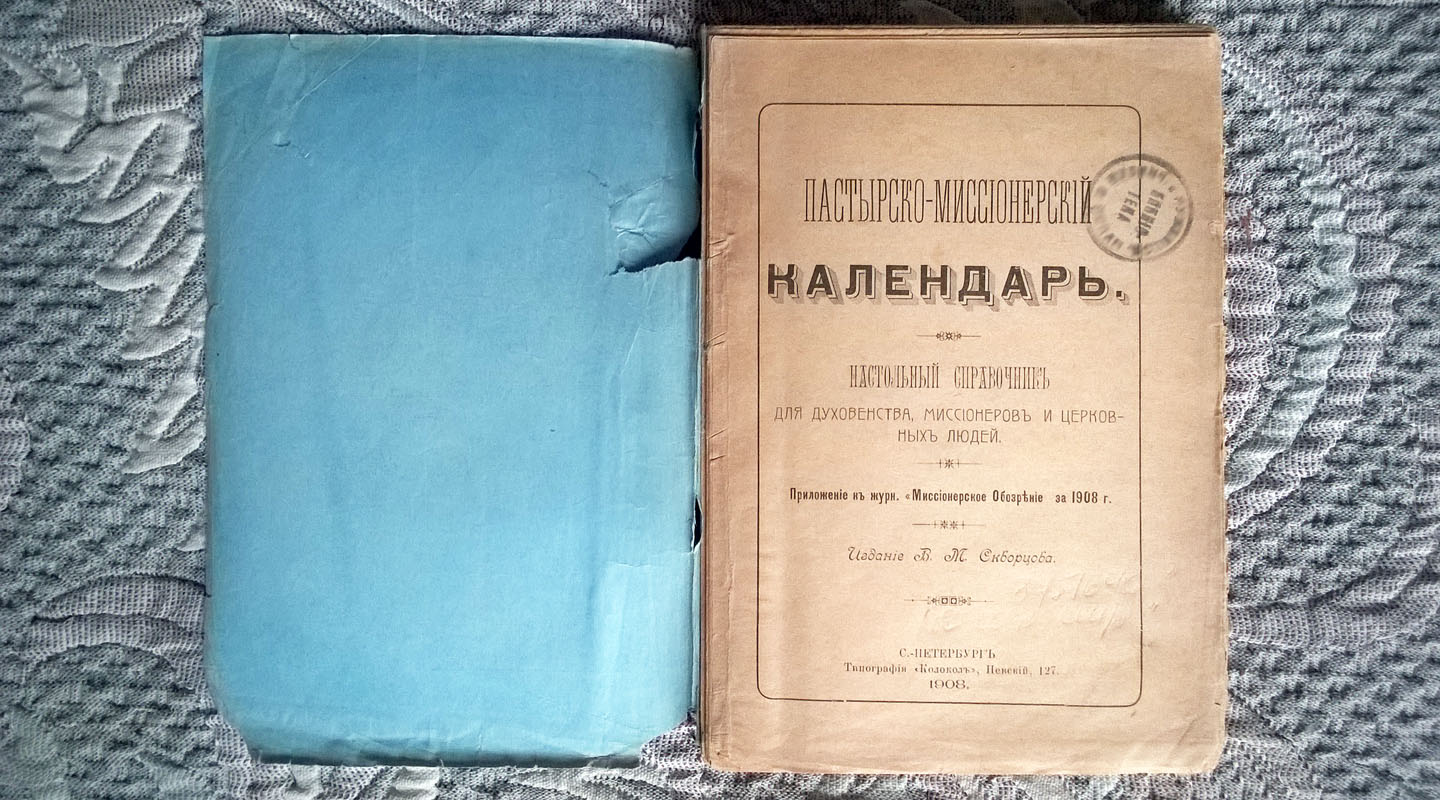 ПАСТЫРСКО-МИССІОНЕРСКІЙ
КАЛЕНДАРЬ.
НАСТОЛЬНЫЙ СПРАВОЧНИКЪ
ДЛЯ ДУХОВЕНСТВА, МИССІОНЕРОВЪ И ЦЕРКОВ-
НЫХЪ ЛЮДЕЙ.
Приложеніе къ журн. «Миссіонерское Обозрѣніе за 1908 г.
Изданіе В. М. Скворцова.
С.-ПЕТЕРБУРГЪ
Типографія «Колоколъ», Невскій, 127.
1908.